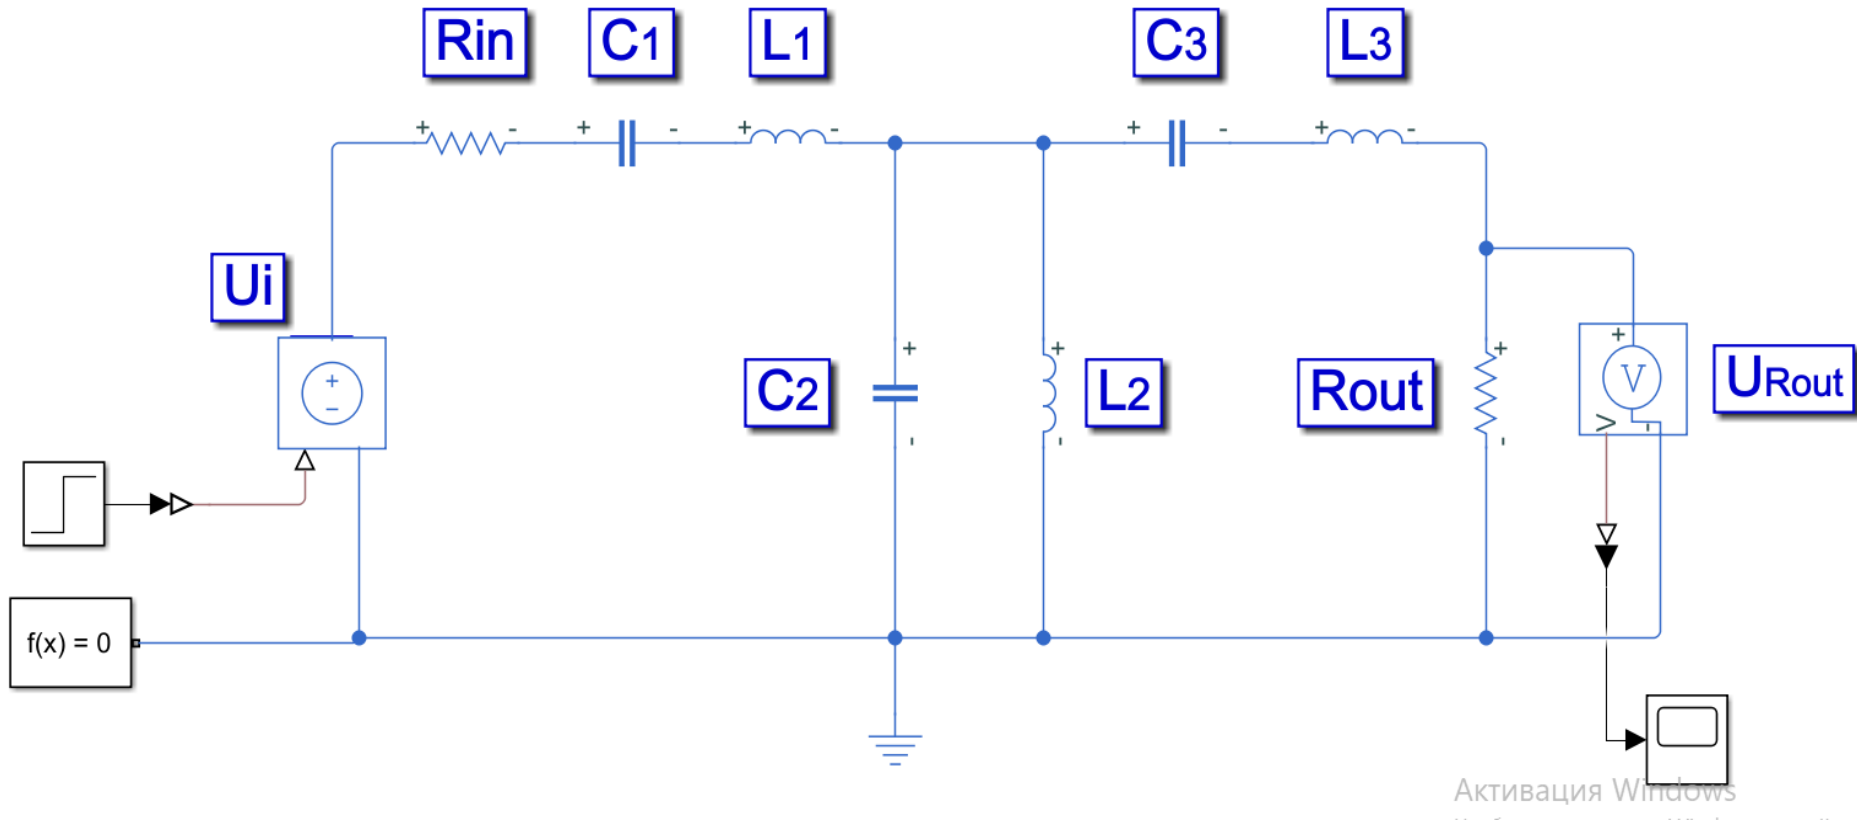 Rin
C1
L1
C3
L3
Ui
C2
L2
Rout
URout
V
V
f(x) = 0
Активация Windows